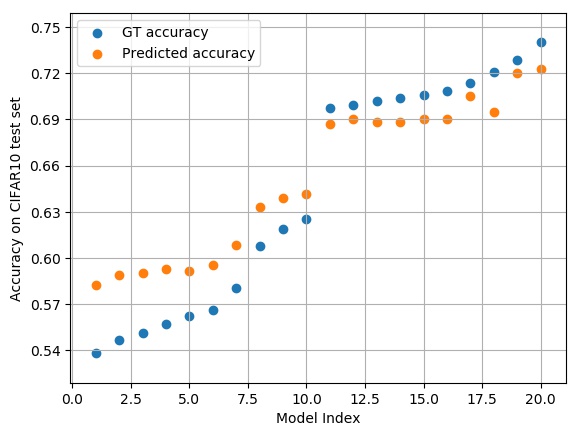 GT accuracy
Predicted accuracy
Accuracy on CIFAR10 test set
0.75
0.72
0.69
0.66
0.63
0.60
0.57
0.54
0.0 2.5 5.0 7.5 10.0 12.5 15.0 17.5 20.0
Model Index